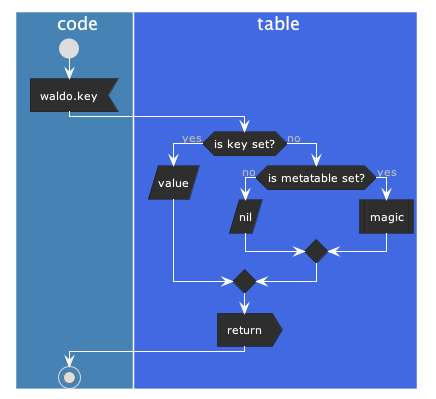 code
table
waldo.key
yes
is key set?
no
value
no
is metatable set?
yes
nil
magic
return